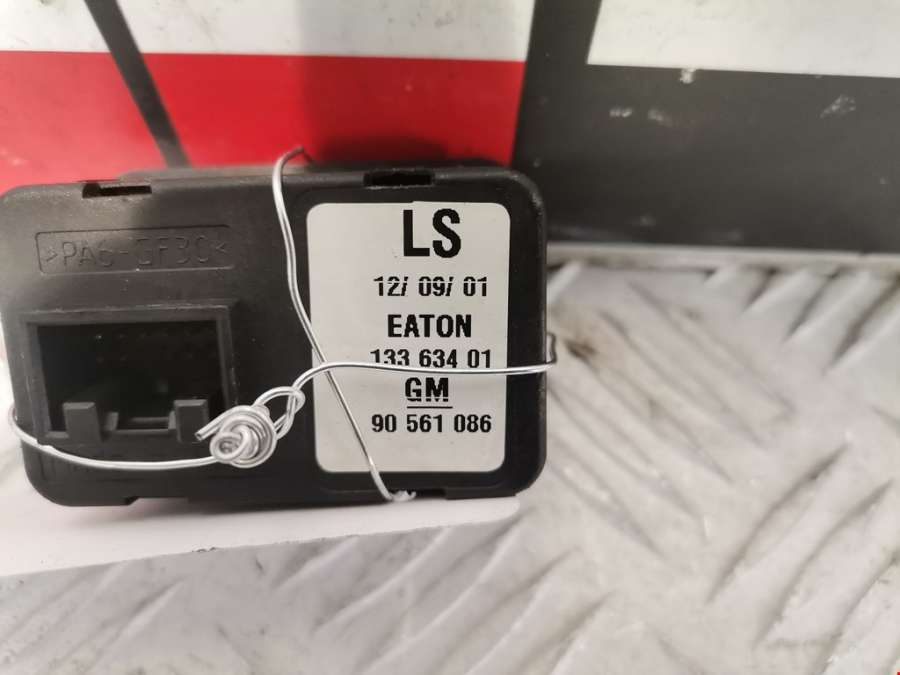 >PA6-GF30<
LS
12/ 09/ 01
EATON
133 634 01
GM
90 561 086